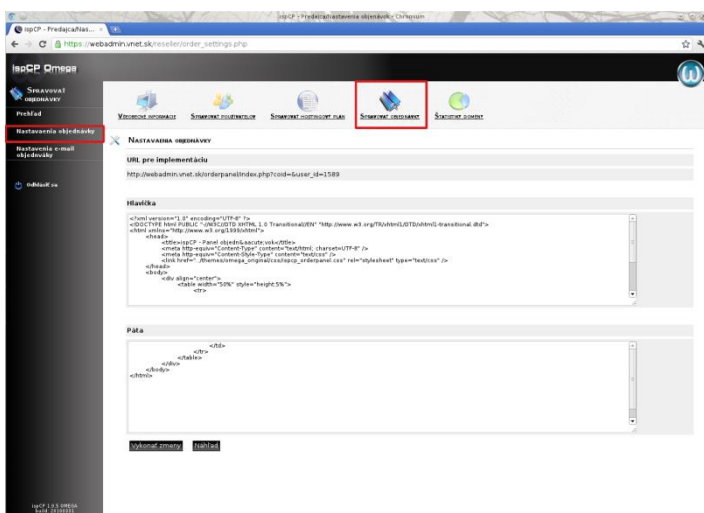 ispCP - Predajca/nastavenia objenávok - Chromium
ispCP - Predajca/Nas...
https://webadmin.vnet.sk/reseller/order_settings.php
ispCP Omega
Spravovať objednávky
Prehľad
Nastavaenia objednávky
Nastavenia e-mail objednváky
Odhlásiť sa
Všeobecné informácie
Spravovať používateľov
Spravovať hostingový plán
Spravovať objednávky
Štatistiky domény
Nastavaenia objednávky
URL pre implementáciu
http://webadmin.vnet.sk/orderpanel/index.php?coid=&user_id=1589
Hlavička
<?xml version="1.0" encoding="UTF-8" ?>
<!DOCTYPE html PUBLIC "-//W3C//DTD XHTML 1.0 Transitional//EN" "http://www.w3.org/TR/xhtml1/DTD/xhtml1-transitional.dtd">
<html xmlns="http://www.w3.org/1999/xhtml">
<head>
<title>ispCP - Panel objedn&aacute;vok</title>
<meta http-equiv="Content-Type" content="text/html; charset=UTF-8" />
<meta http-equiv="Content-Style-Type" content="text/css" />
<link href="../themes/omega_original/css/ispcp_orderpanel.css" rel="stylesheet" type="text/css" />
</head>
<body>
<div align="center">
<table width="50%" style="height:5%">
<tr>
Päta
</td>
</tr>
</table>
</div>
</body>
</html>
Vykonať zmeny
Náhľad
ispCP 1.0.5 OMEGA